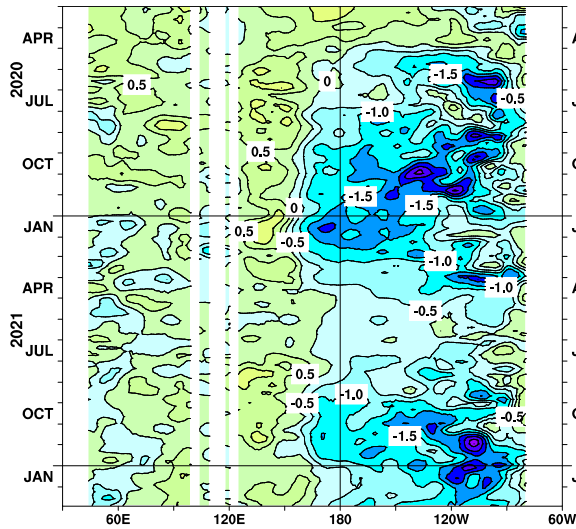 APR A
2020
0 -1.5
0.5 -0.5
JUL J
-1.0
0.5
OCT O
-1.5
0 -1.5
JAN 0.5 -0.5 J
-1.0
APR -1.0 A
-0.5
2021
JUL J
0.5
-0.5 -1.0
OCT -0.5 O
-1.5
JAN J
60E 120E 180 120W 60W